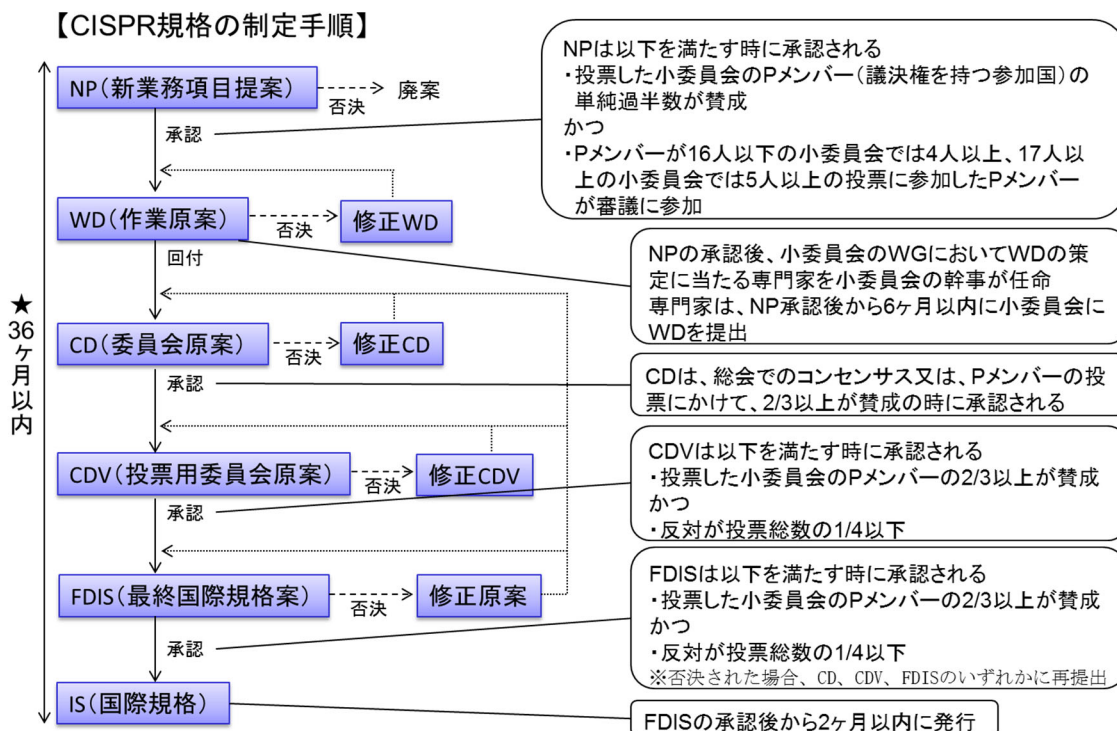 【CISPR規格の制定手順】
★36ヶ月以内
NP（新業務項目提案）
否決
廃案
承認
WD（作業原案）
否決
修正WD
回付
CD（委員会原案）
否決
修正CD
承認
CDV（投票用委員会原案）
否決
修正CDV
承認
FDIS（最終国際規格案）
否決
修正原案
承認
IS（国際規格）
NPは以下を満たす時に承認される
・投票した小委員会のPメンバー（議決権を持つ参加国）の
単純過半数が賛成
かつ
・Pメンバーが16人以下の小委員会では4人以上、17人以
上の小委員会では5人以上の投票に参加したPメンバー
が審議に参加
NPの承認後、小委員会のWGにおいてWDの策
定に当たる専門家を小委員会の幹事が任命
専門家は、NP承認後から6ヶ月以内に小委員会に
WDを提出
CDは、総会でのコンセンサス又は、Pメンバーの投
票にかけて、2/3以上が賛成の時に承認される
CDVは以下を満たす時に承認される
・投票した小委員会のPメンバーの2/3以上が賛成
かつ
・反対が投票総数の1/4以下
FDISは以下を満たす時に承認される
・投票した小委員会のPメンバーの2/3以上が賛成
かつ
・反対が投票総数の1/4以下
※否決された場合、CD、CDV、FDISのいずれかに再提出
FDISの承認後から2ヶ月以内に発行